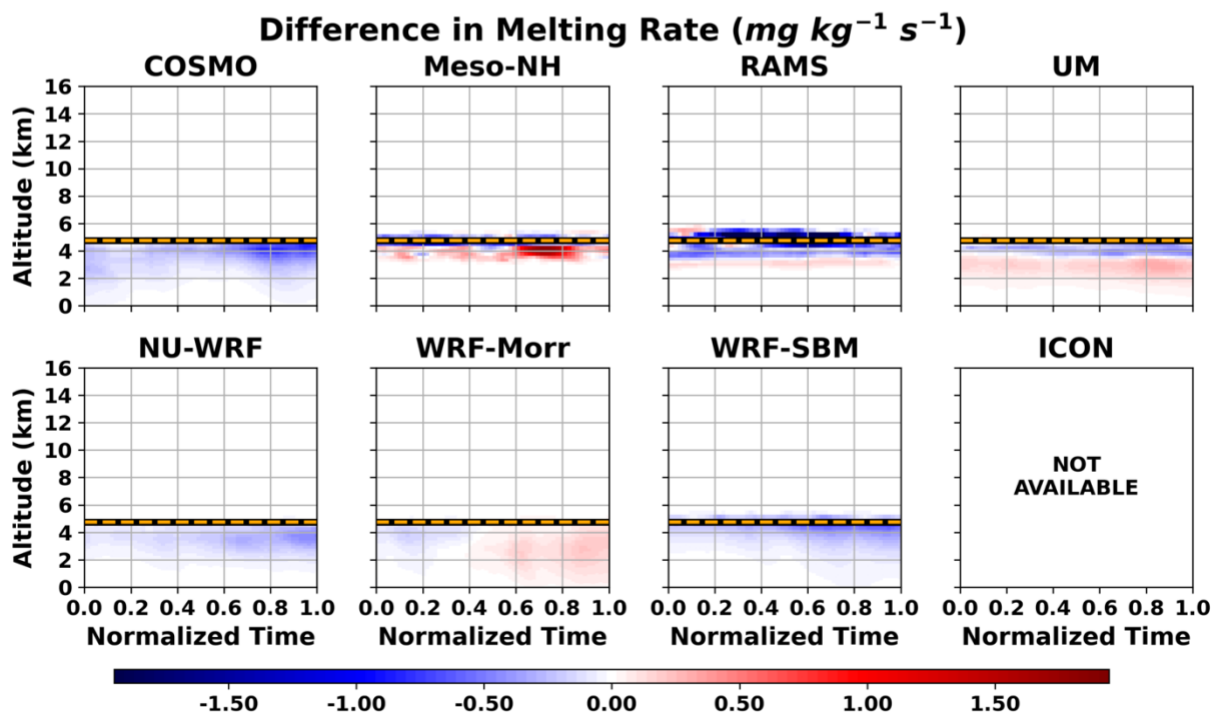 Difference in Melting Rate (mg kg⁻¹ s⁻¹)
COSMO Meso-NH RAMS UM
Altitude (km)
16
14
12
10
8
6
4
2
0
NU-WRF WRF-Morr WRF-SBM ICON
Altitude (km)
16
14
12
10
8
6
4
2
0
NOT
AVAILABLE
0.0 0.2 0.4 0.6 0.8 1.0 0.0 0.2 0.4 0.6 0.8 1.0 0.0 0.2 0.4 0.6 0.8 1.0 0.0 0.2 0.4 0.6 0.8 1.0
Normalized Time Normalized Time Normalized Time Normalized Time
-1.50 -1.00 -0.50 0.00 0.50 1.00 1.50